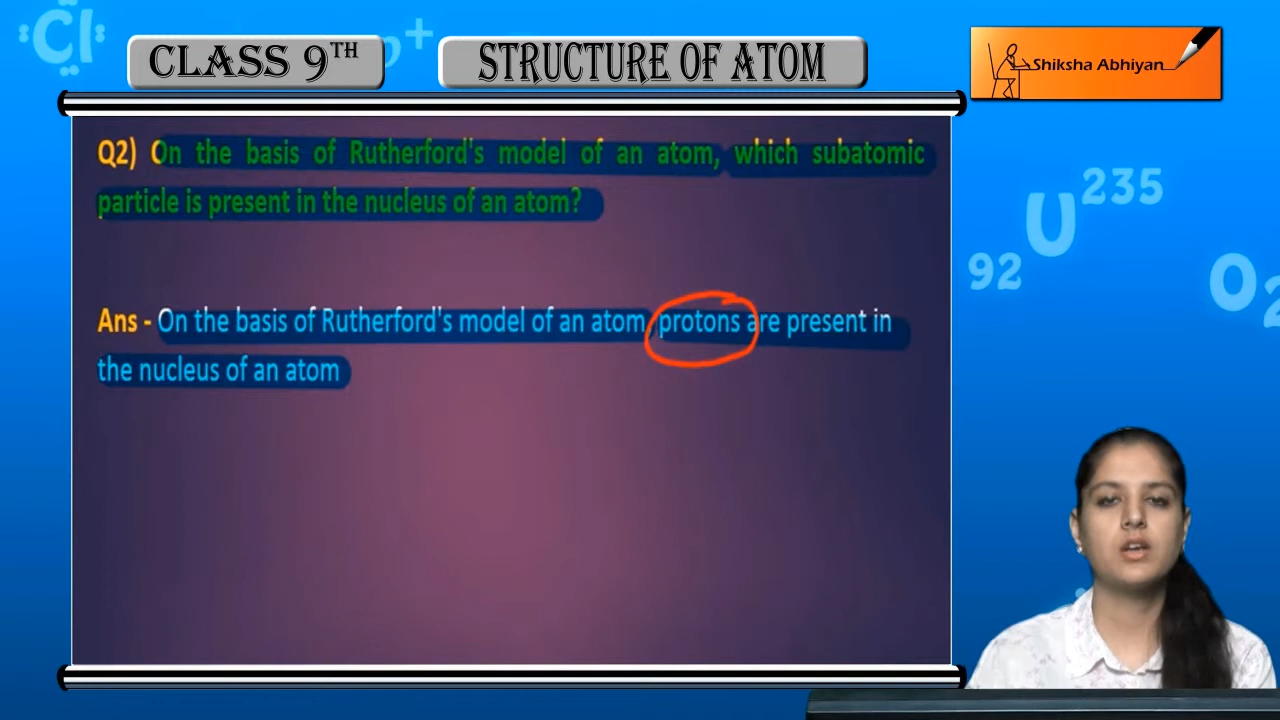 :Cl:
p+
CLASS 9TH
STRUCTURE OF ATOM
Shiksha Abhiyan
Q2) On the basis of Rutherford's model of an atom, which subatomic
particle is present in the nucleus of an atom?
Ans - On the basis of Rutherford's model of an atom, protons are present in
the nucleus of an atom
92U235
O2